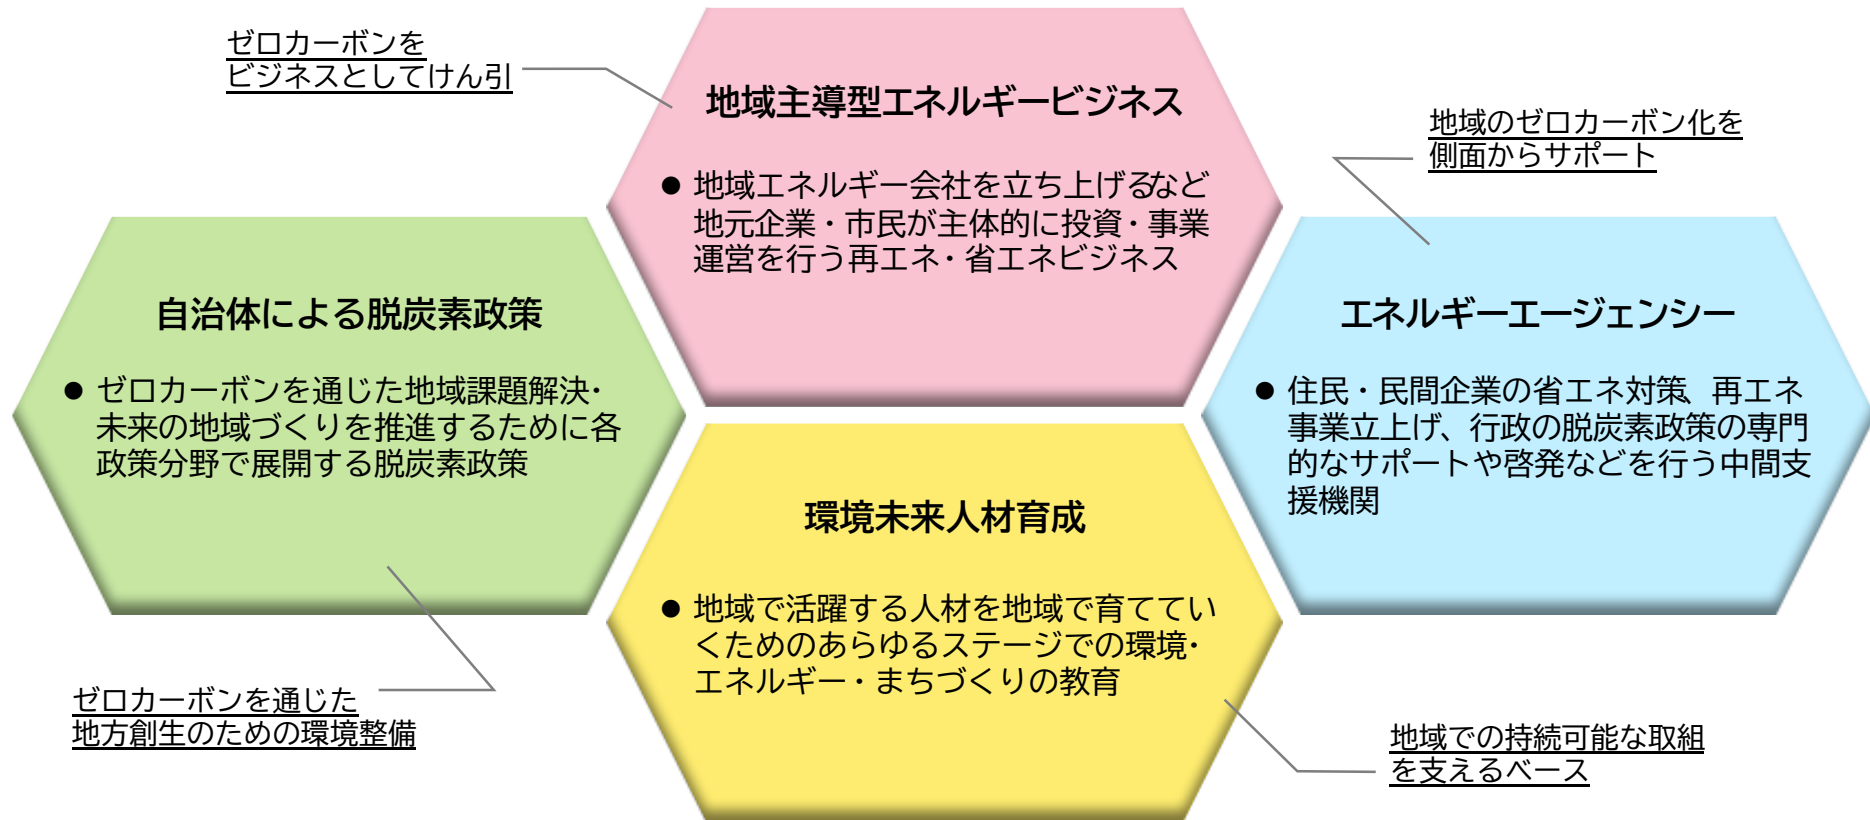 ゼロカーボンを
ビジネスとしてけん引
地域主導型エネルギービジネス
● 地域エネルギー会社を立ち上げるなど
地元企業・市民が主体的に投資・事業
運営を行う再エネ・省エネビジネス
地域のゼロカーボン化を
側面からサポート
自治体による脱炭素政策
● ゼロカーボンを通じた地域課題解決・
未来の地域づくりを推進するために各
政策分野で展開する脱炭素政策
エネルギーエージェンシー
● 住民・民間企業の省エネ対策、再エネ
事業立上げ、行政の脱炭素政策の専門
的なサポートや啓発などを行う中間支
援機関
環境未来人材育成
● 地域で活躍する人材を地域で育ててい
くためのあらゆるステージでの環境・
エネルギー・まちづくりの教育
ゼロカーボンを通じた
地方創生のための環境整備
地域での持続可能な取組
を支えるベース